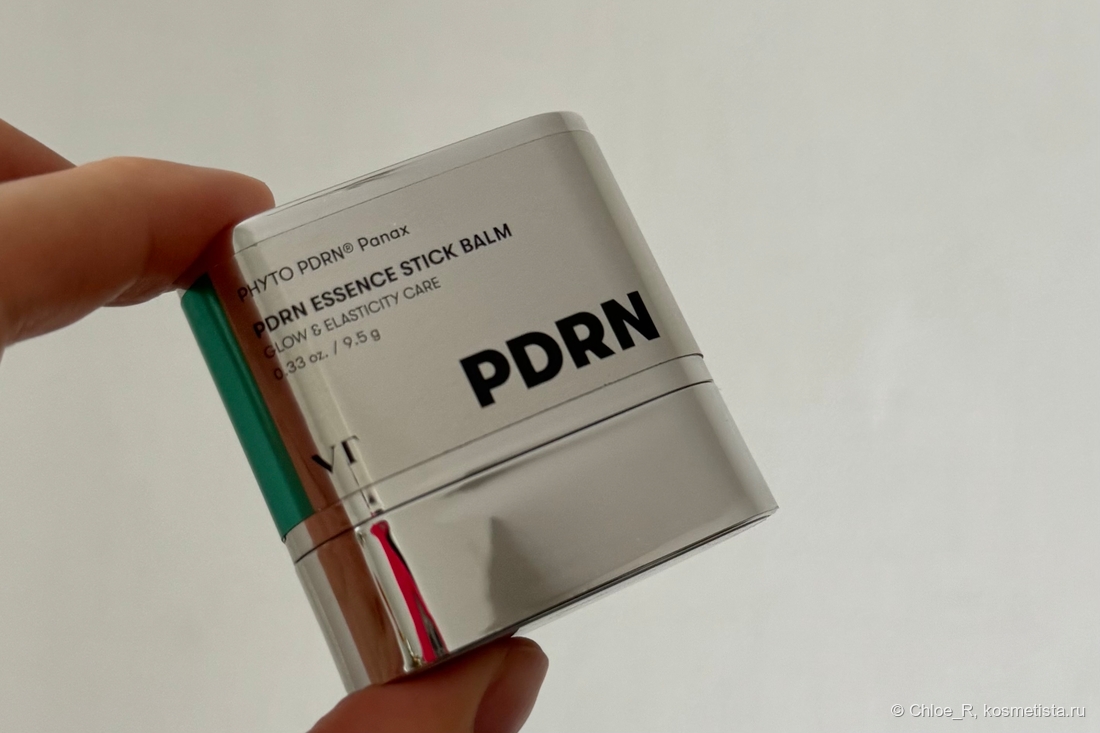 PHYTO PDRN® Panax
PDRN ESSENCE STICK BALM
GLOW & ELASTICITY CARE
0.33 oz. / 9.5 g
PDRN
VT
© Chloe_R, kosmetista.ru